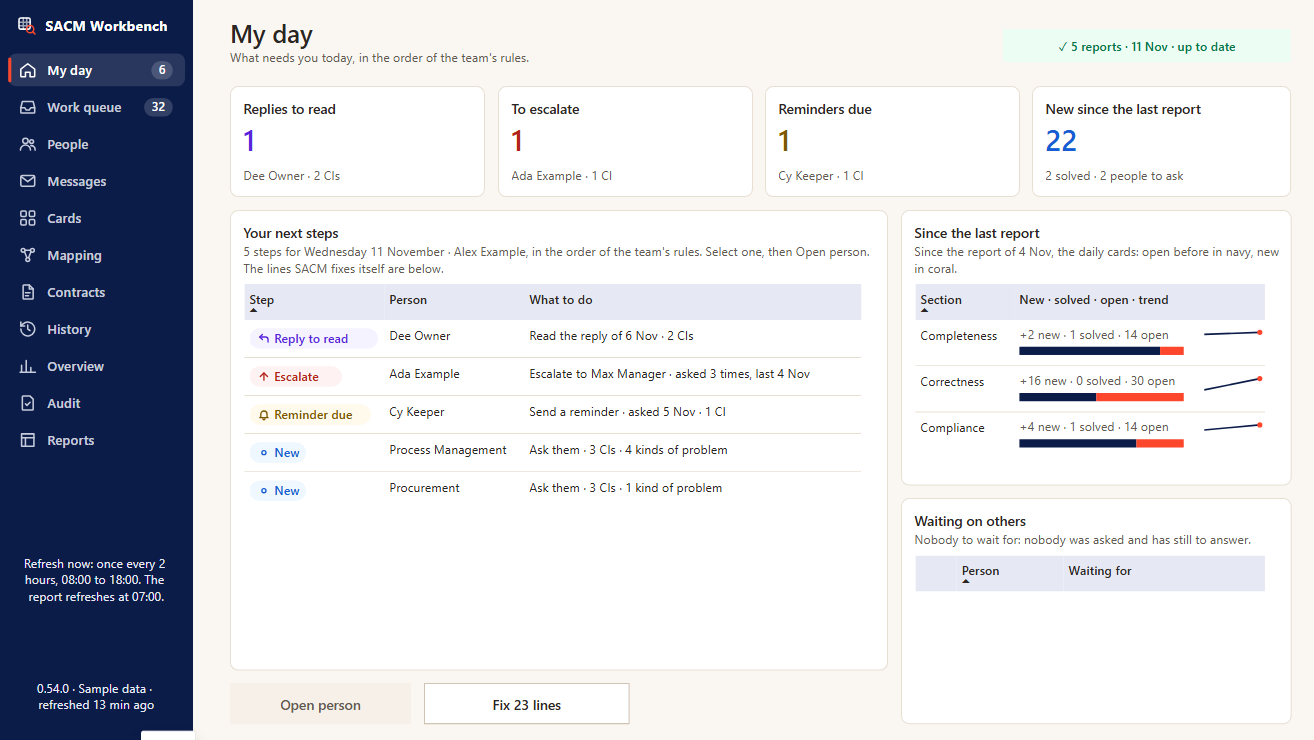 SACM Workbench
My day 6
Work queue 32
People
Messages
Cards
Mapping
Contracts
History
Overview
Audit
Reports
Refresh now: once every 2
hours, 08:00 to 18:00. The
report refreshes at 07:00.
0.54.0 · Sample data ·
refreshed 13 min ago
My day
What needs you today, in the order of the team's rules.
✓ 5 reports · 11 Nov · up to date
Replies to read
1
Dee Owner · 2 CIs
To escalate
1
Ada Example · 1 CI
Reminders due
1
Cy Keeper · 1 CI
New since the last report
22
2 solved · 2 people to ask
Your next steps
5 steps for Wednesday 11 November · Alex Example, in the order of the team's rules. Select one, then Open person.
The lines SACM fixes itself are below.
Step Person What to do
Reply to read Dee Owner Read the reply of 6 Nov · 2 CIs
Escalate Ada Example Escalate to Max Manager · asked 3 times, last 4 Nov
Reminder due Cy Keeper Send a reminder · asked 5 Nov · 1 CI
New Process Management Ask them · 3 CIs · 4 kinds of problem
New Procurement Ask them · 3 CIs · 1 kind of problem
Open person
Fix 23 lines
Since the last report
Since the report of 4 Nov, the daily cards: open before in navy, new
in coral.
Section New · solved · open · trend
Completeness +2 new · 1 solved · 14 open
Correctness +16 new · 0 solved · 30 open
Compliance +4 new · 1 solved · 14 open
Waiting on others
Nobody to wait for: nobody was asked and has still to answer.
Person Waiting for